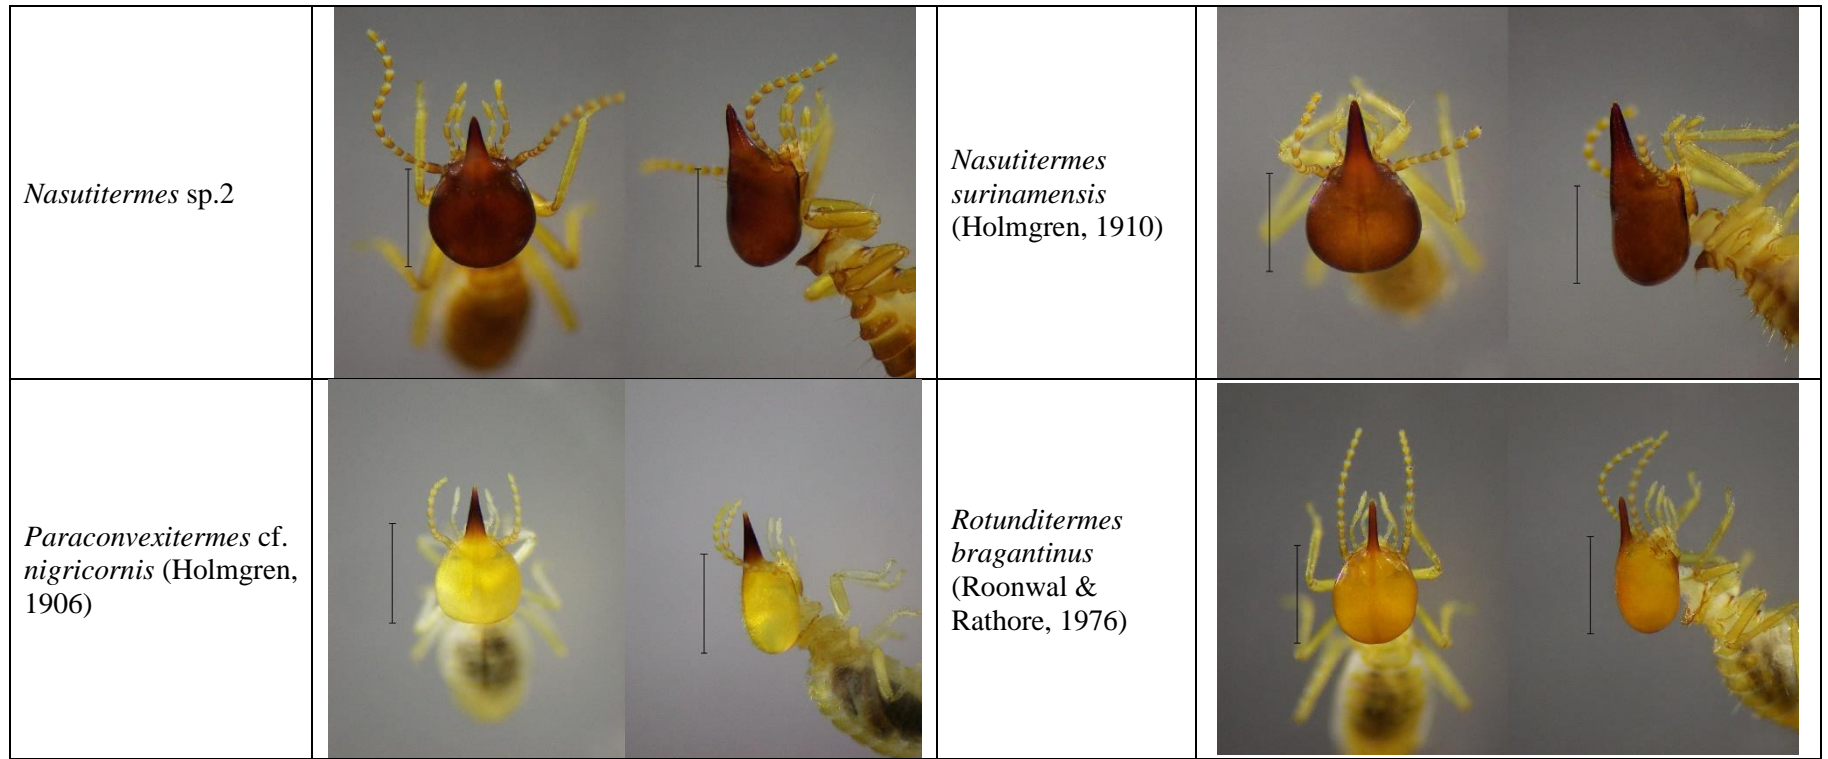 Nasutitermes sp.2
Nasutitermes
surinamensis
(Holmgren, 1910)
Paraconvexitermes cf.
nigricornis (Holmgren,
1906)
Rotunditermes
bragantinus
(Roonwal &
Rathore, 1976)